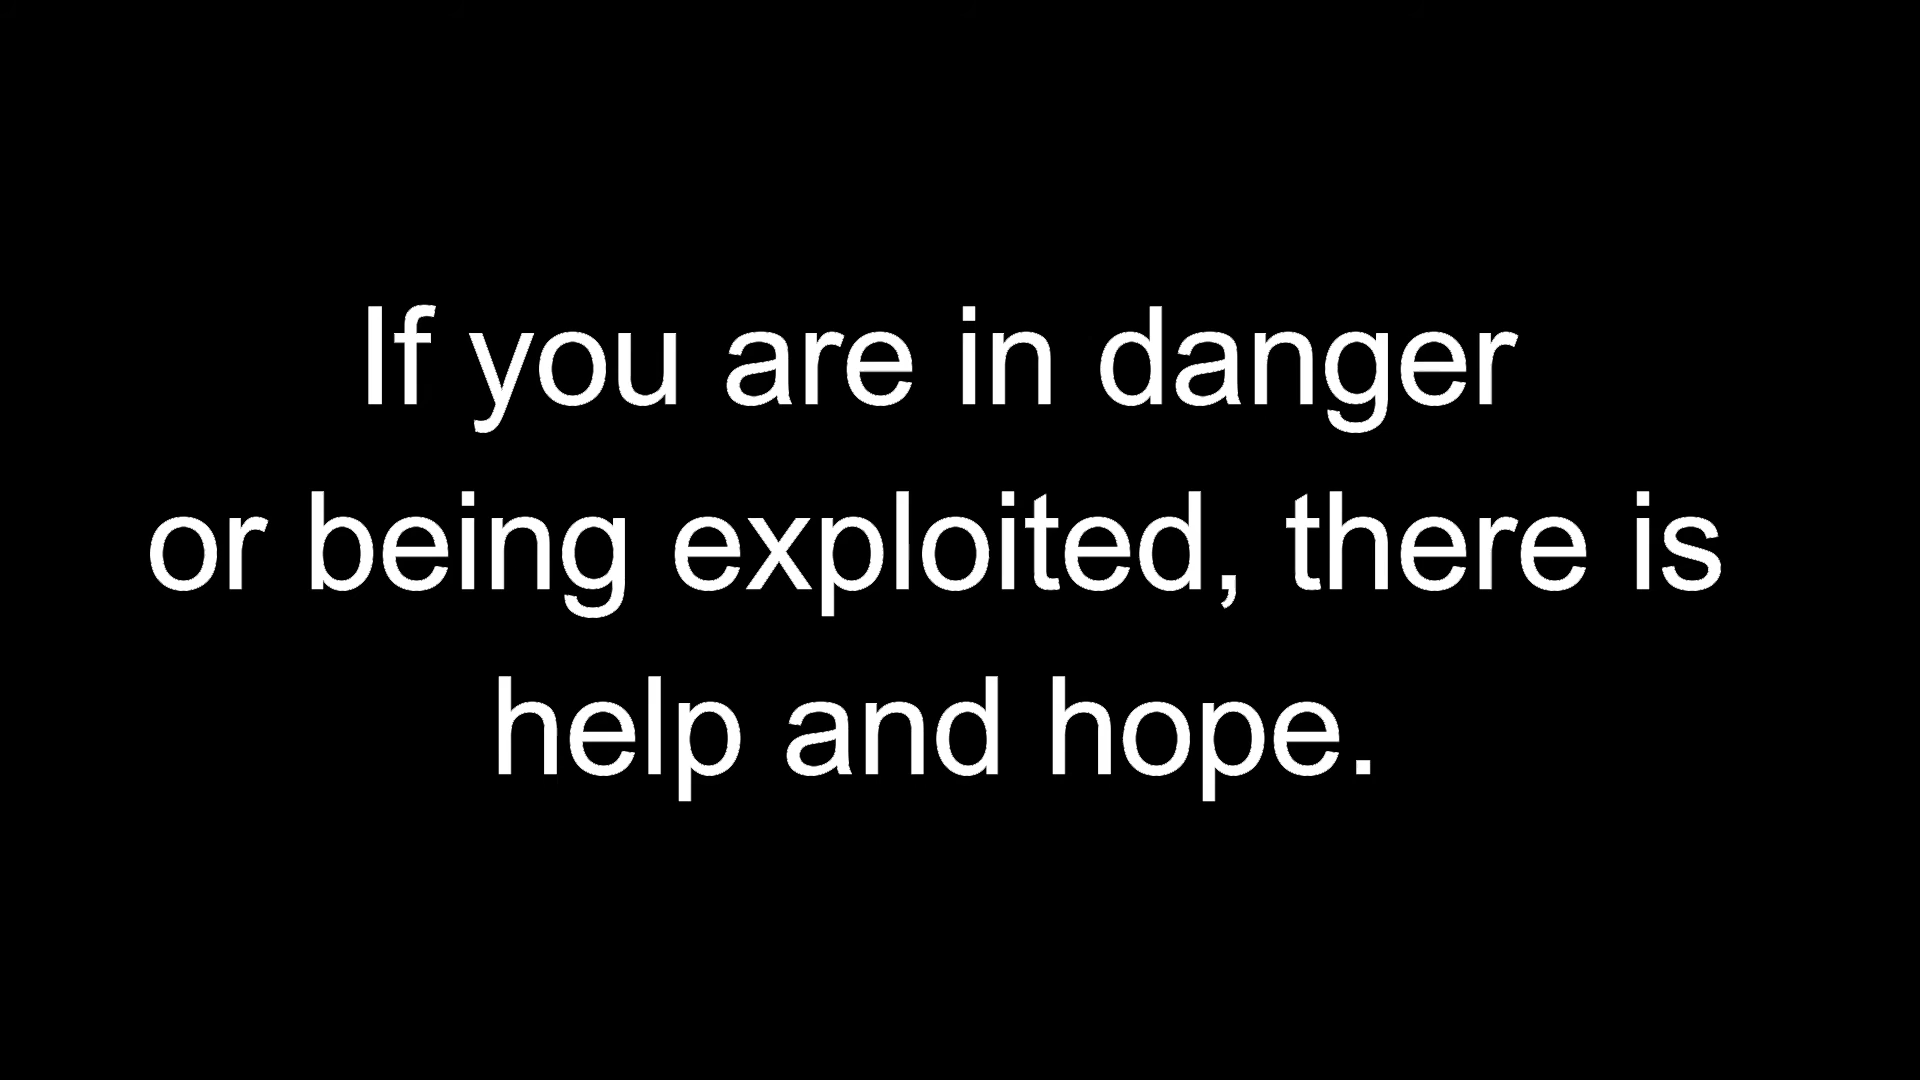 If you are in danger
or being exploited, there is
help and hope.